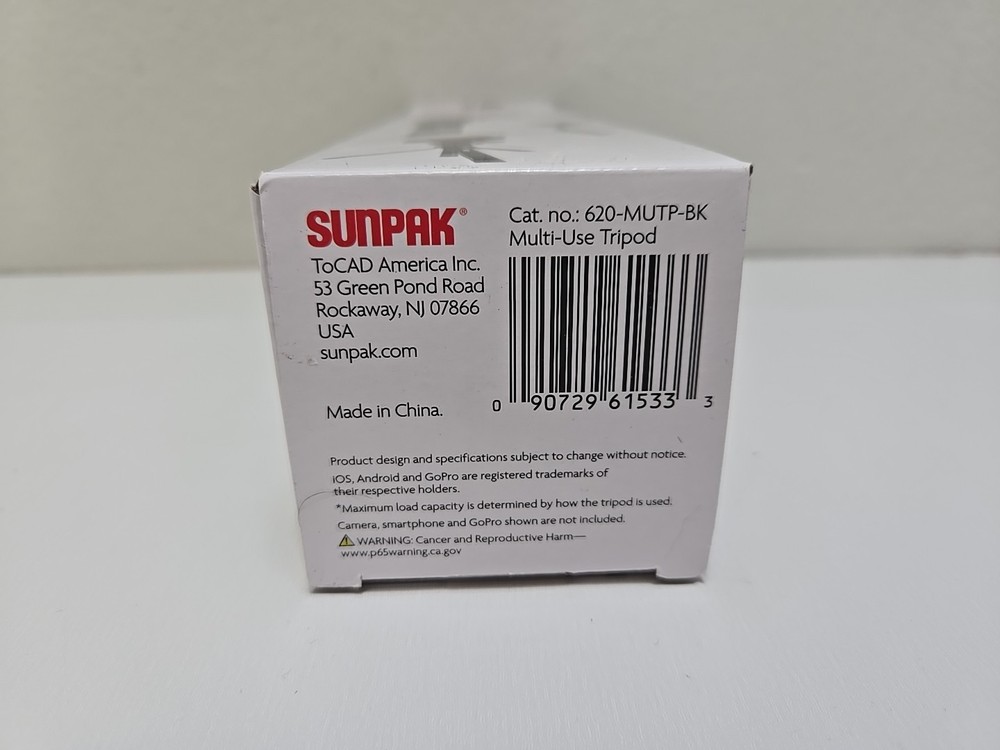 SUNPAK®
ToCAD America Inc.
53 Green Pond Road
Rockaway, NJ 07866
USA
sunpak.com
Made in China.
Cat. no.: 620-MUTP-BK
Multi-Use Tripod
0 90729 61533 3
Product design and specifications subject to change without notice.
iOS, Android and GoPro are registered trademarks of
their respective holders.
*Maximum load capacity is determined by how the tripod is used.
Camera, smartphone and GoPro shown are not included.
⚠ WARNING: Cancer and Reproductive Harm—
www.p65warning.ca.gov